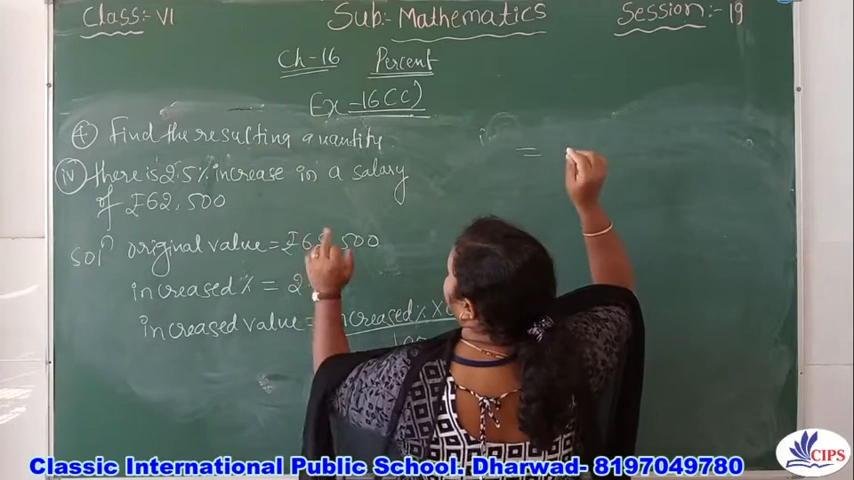 Class:- VI Sub:- Mathematics Session:- 19
Ch-16 Percent
Ex-16(C)
④ Find the resulting quantity.
iv) there is 2.5% increase in a salary
of ₹62,500
Solⁿ original value = ₹62,500
increased % = 2
increased value = increased % X
=
Classic International Public School. Dharwad- 8197049780
CIPS